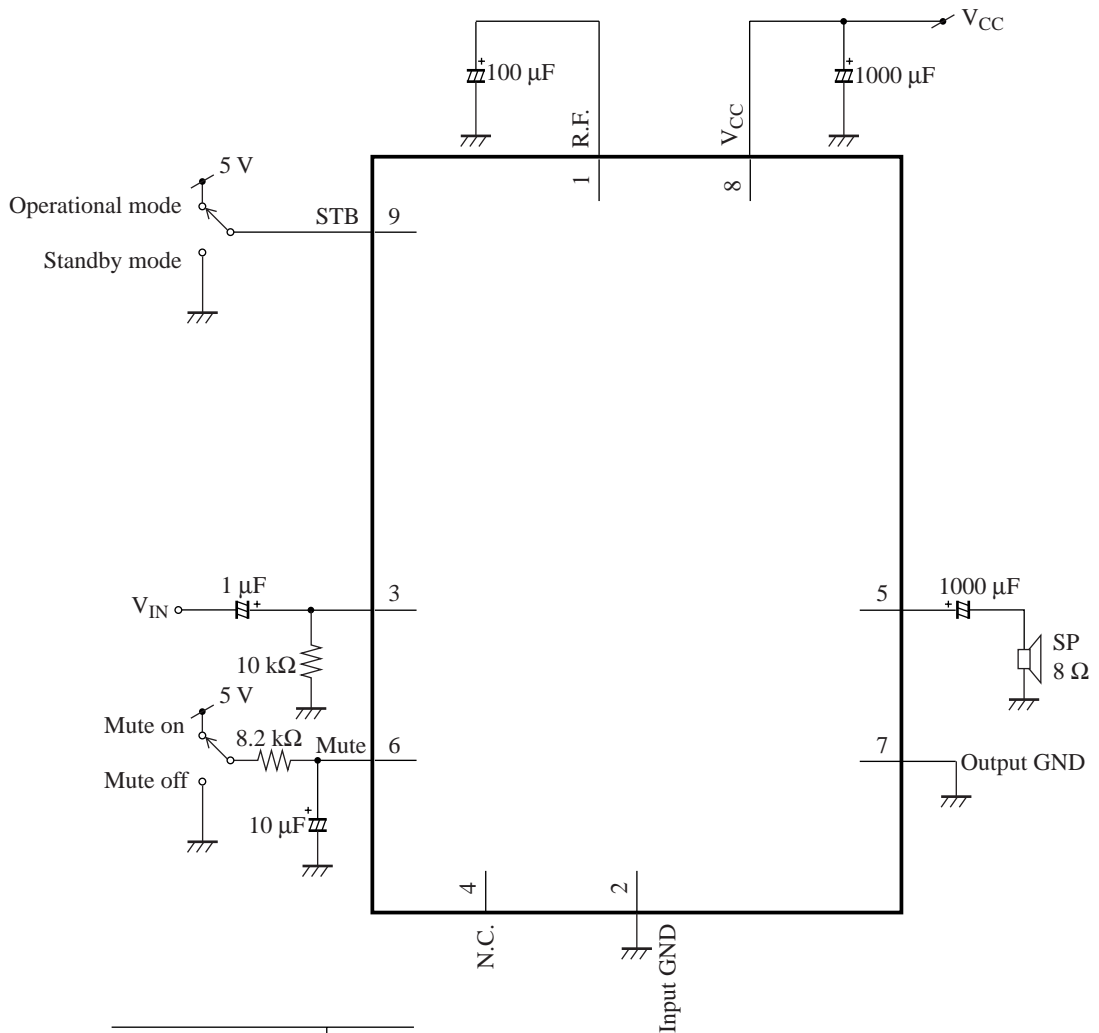 V_CC
100 μF
1000 μF
R.F.
V_CC
1
8
5 V
Operational mode
STB
9
Standby mode
1 μF
3
V_IN
10 kΩ
5
1000 μF
SP
8 Ω
5 V
Mute on
8.2 kΩ
Mute
6
7
Output GND
Mute off
10 μF
4
2
N.C.
Input GND
+
+
+
+
+